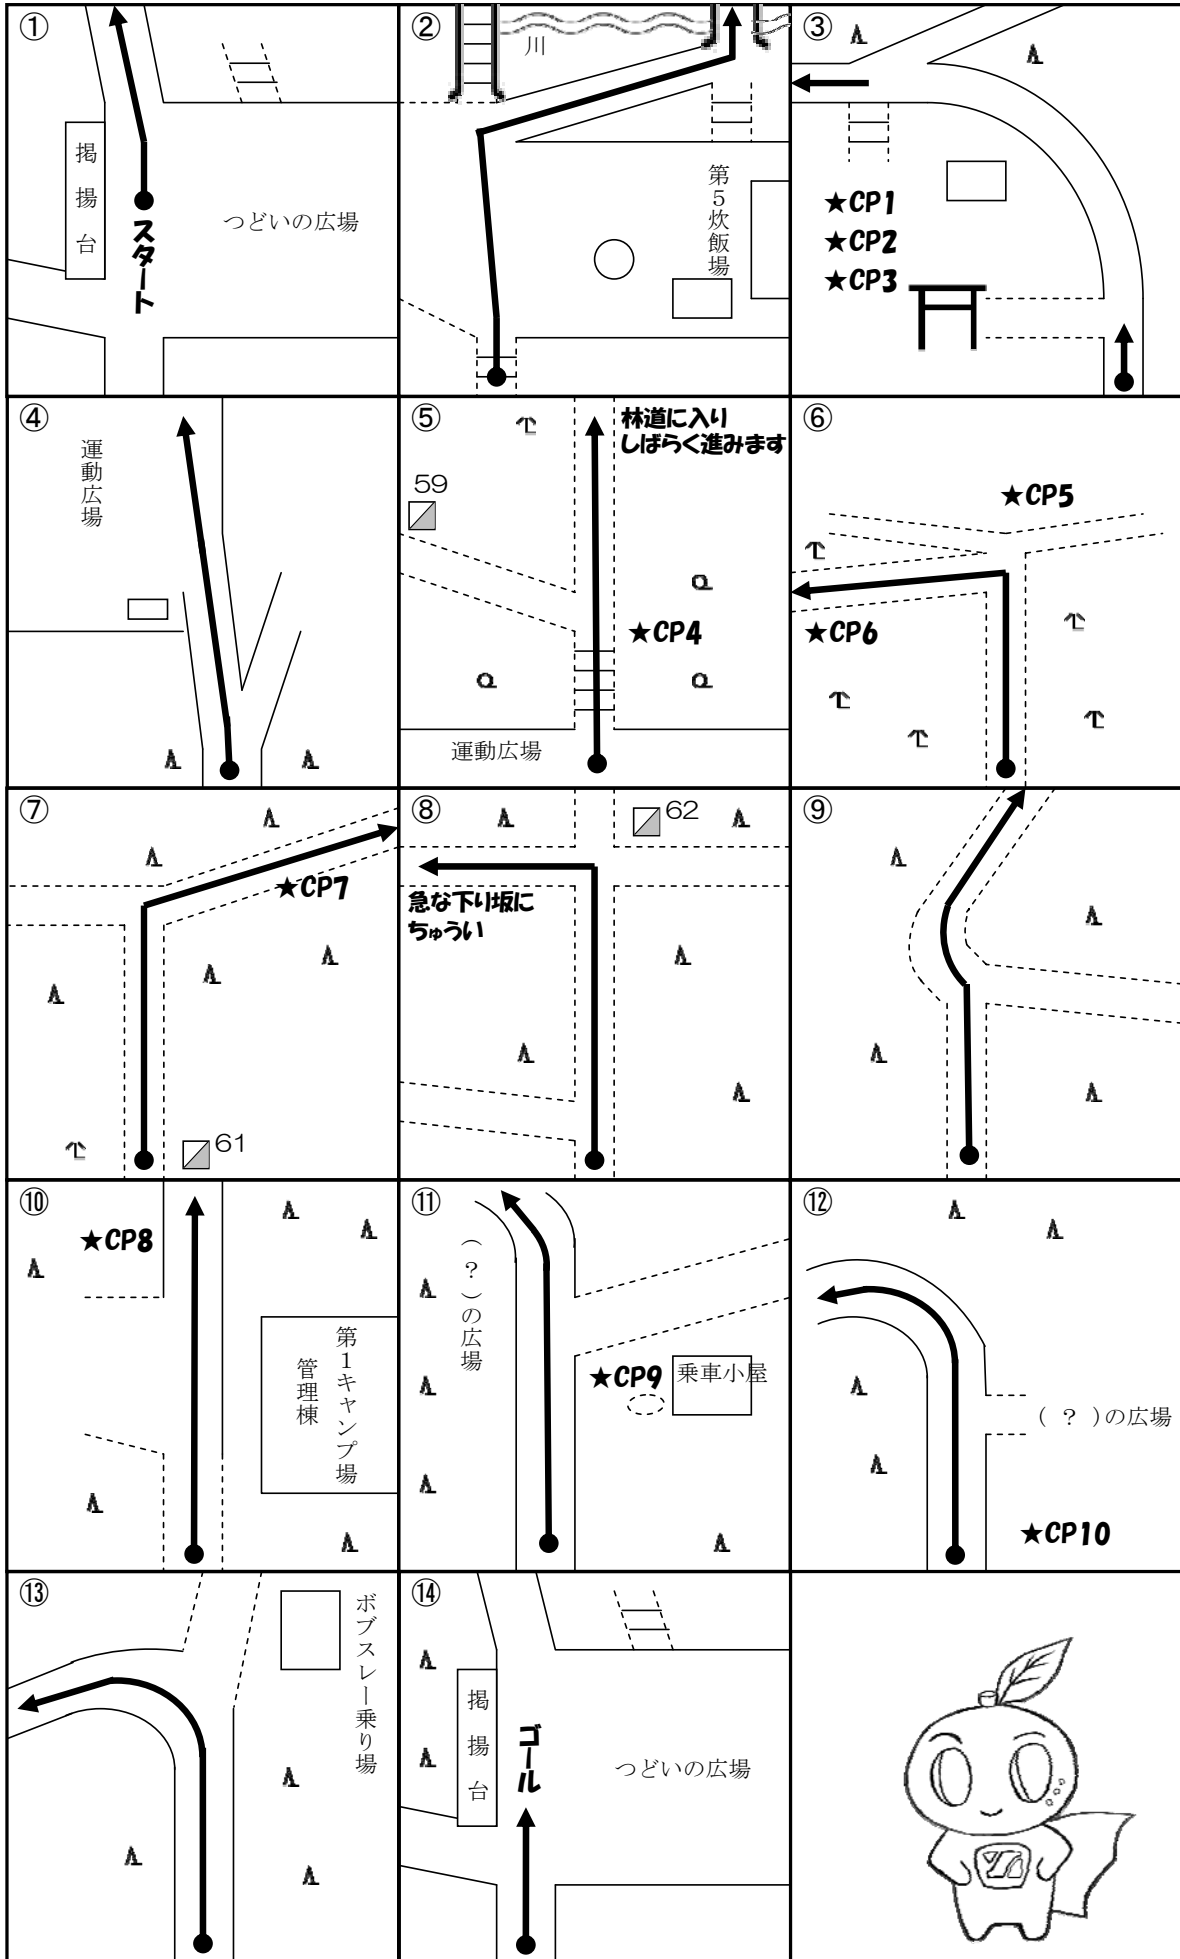 ①
掲揚台
スタート
つどいの広場
②
川
第5炊飯場
③
★CP1
★CP2
★CP3
④
運動広場
⑤
林道に入り
しばらく進みます
59
★CP4
運動広場
⑥
★CP5
★CP6
⑦
★CP7
61
⑧
62
急な下り坂に
ちゅうい
⑨
⑩
★CP8
第1キャンプ場
管理棟
⑪
(?)の広場
★CP9
乗車小屋
⑫
(?)の広場
★CP10
⑬
ボブスレー乗り場
⑭
掲揚台
ゴール
つどいの広場